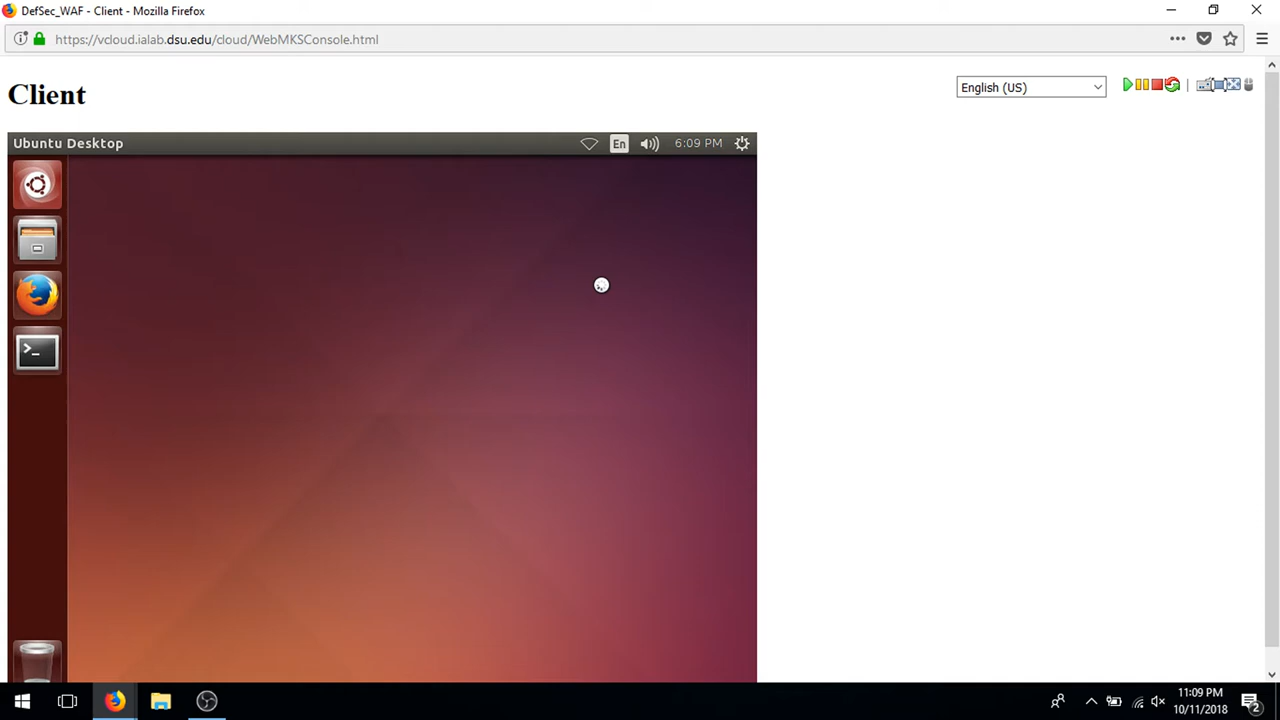 DefSec_WAF - Client - Mozilla Firefox
https://vcloud.ialab.dsu.edu/cloud/WebMKSConsole.html
Client
English (US)
Ubuntu Desktop
En
6:09 PM
>_
11:09 PM
10/11/2018
2